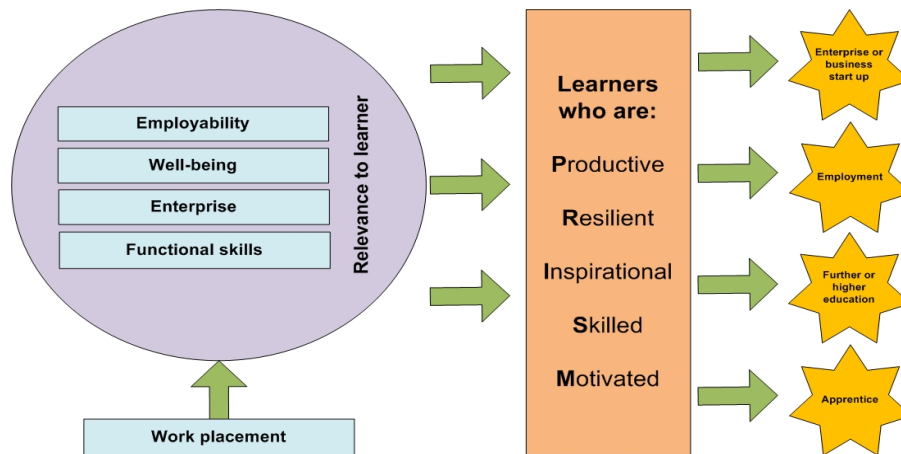 Employability
Well-being
Enterprise
Functional skills
Relevance to learner
Work placement
Learners
who are:
Productive
Resilient
Inspirational
Skilled
Motivated
Enterprise or
business
start up
Employment
Further or
higher
education
Apprentice